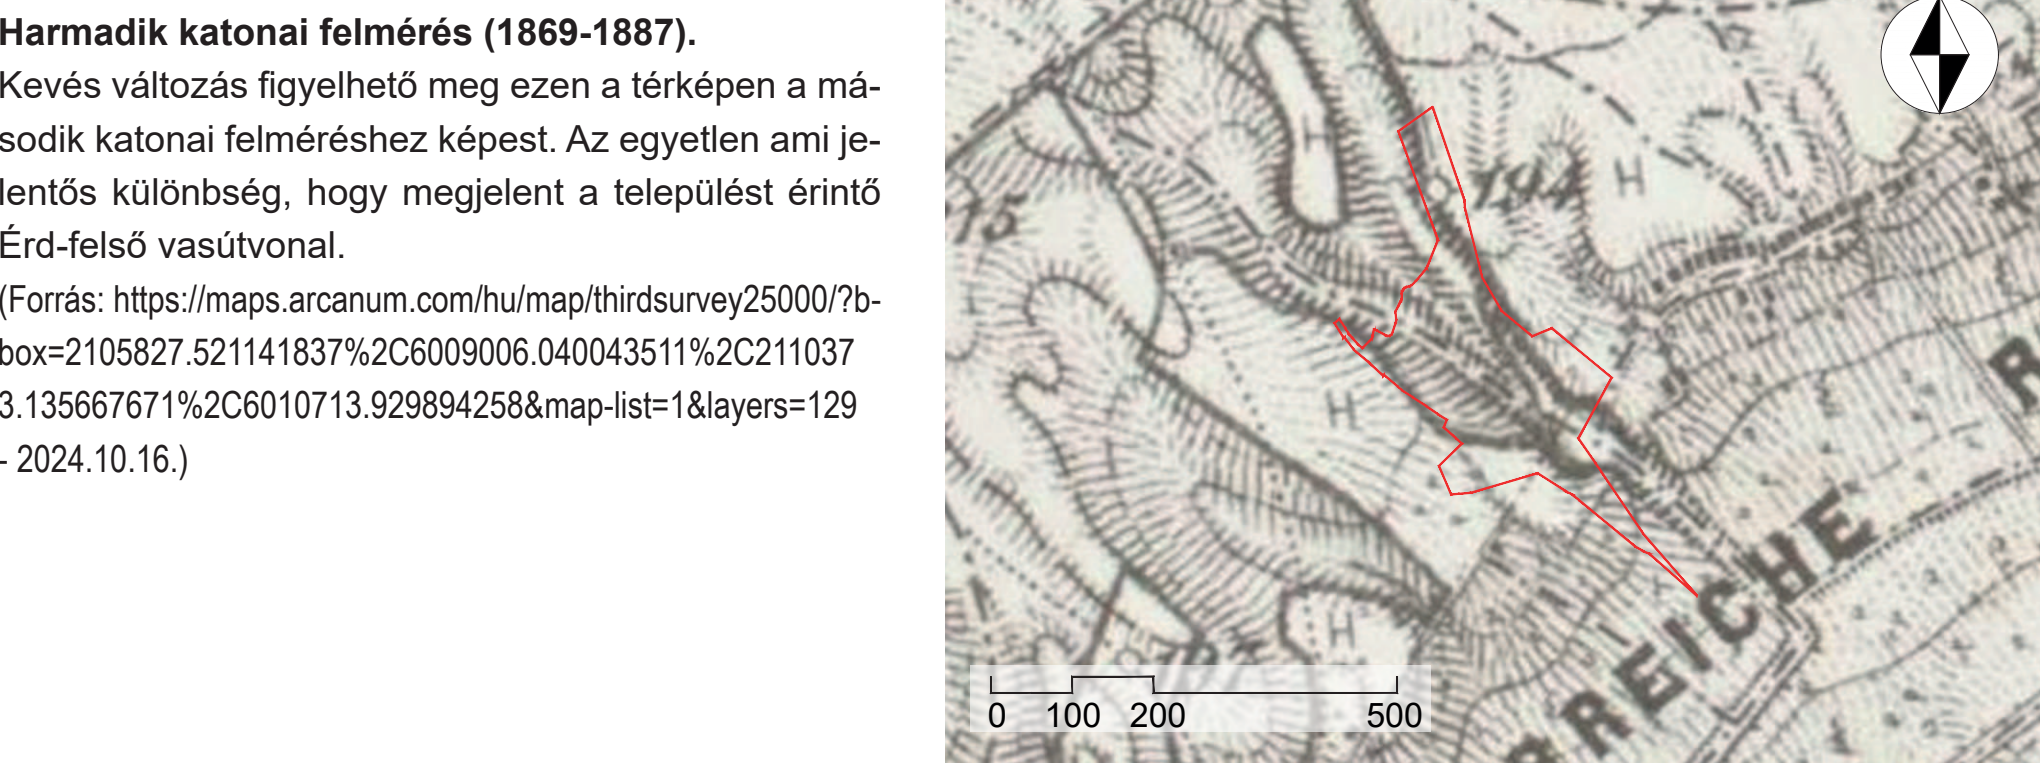 Harmadik katonai felmérés (1869-1887).
Kevés változás figyelhető meg ezen a térképen a má-
sodik katonai felméréshez képest. Az egyetlen ami je-
lentős különbség, hogy megjelent a települést érintő
Érd-felső vasútvonal.
(Forrás: https://maps.arcanum.com/hu/map/thirdsurvey25000/?b-
box=2105827.521141837%2C6009006.040043511%2C211037
3.135667671%2C6010713.929894258&map-list=1&layers=129
- 2024.10.16.)
H
194
H
H
H
H
R
REICHE
0 100 200 500